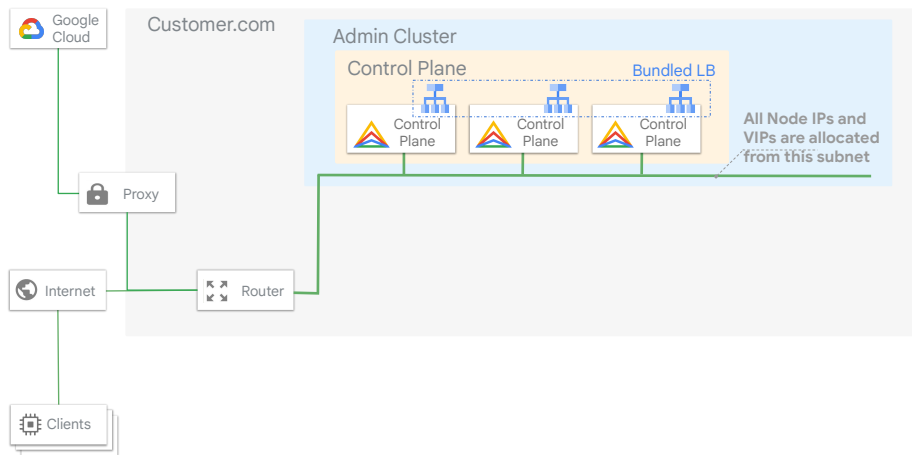 Google
Cloud
Customer.com
Admin Cluster
Control Plane
Bundled LB
Control
Plane
Control
Plane
Control
Plane
All Node IPs and
VIPs are allocated
from this subnet
Proxy
Internet
Router
Clients